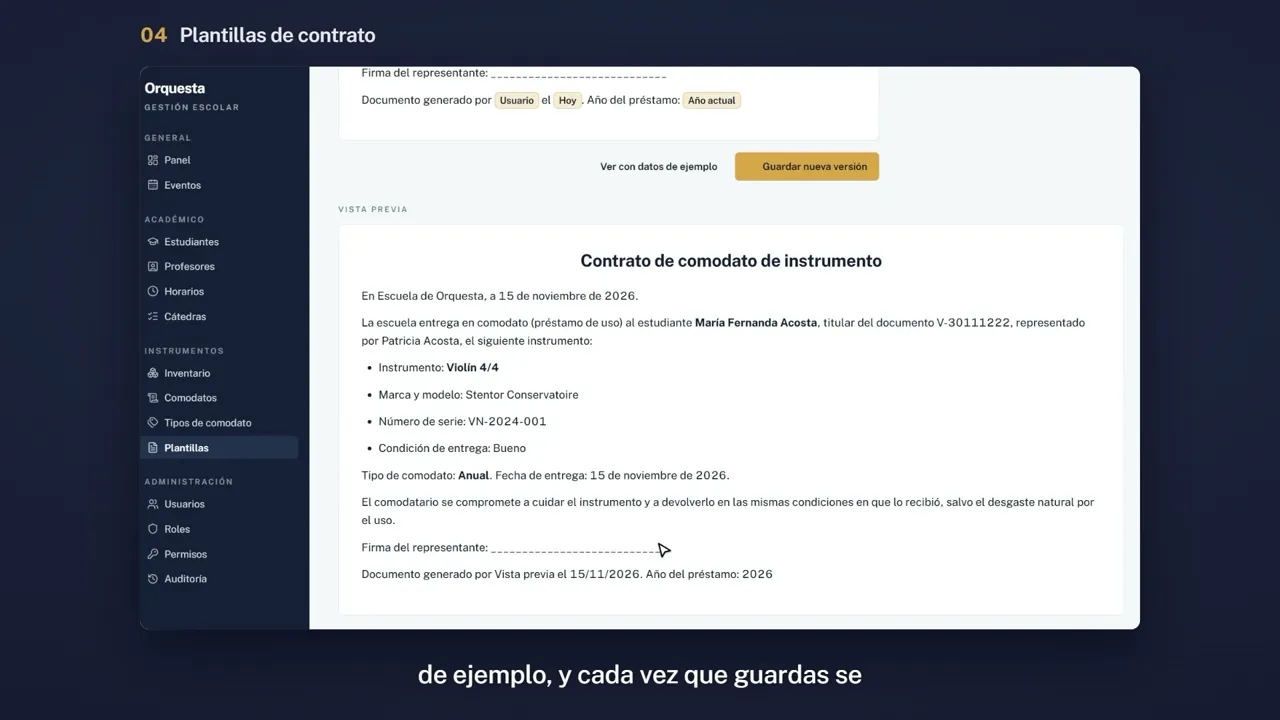 04 Plantillas de contrato
Orquesta
GESTIÓN ESCOLAR
GENERAL
Panel
Eventos
ACADÉMICO
Estudiantes
Profesores
Horarios
Cátedras
INSTRUMENTOS
Inventario
Comodatos
Tipos de comodato
Plantillas
ADMINISTRACIÓN
Usuarios
Roles
Permisos
Auditoría
Firma del representante: ____________________________
Documento generado por Usuario el Hoy. Año del préstamo: Año actual
Ver con datos de ejemplo
Guardar nueva versión
VISTA PREVIA
Contrato de comodato de instrumento
En Escuela de Orquesta, a 15 de noviembre de 2026.
La escuela entrega en comodato (préstamo de uso) al estudiante María Fernanda Acosta, titular del documento V-30111222, representado
por Patricia Acosta, el siguiente instrumento:
• Instrumento: Violín 4/4
• Marca y modelo: Stentor Conservatoire
• Número de serie: VN-2024-001
• Condición de entrega: Bueno
Tipo de comodato: Anual. Fecha de entrega: 15 de noviembre de 2026.
El comodatario se compromete a cuidar el instrumento y a devolverlo en las mismas condiciones en que lo recibió, salvo el desgaste natural por
el uso.
Firma del representante: ____________________________
Documento generado por Vista previa el 15/11/2026. Año del préstamo: 2026
de ejemplo, y cada vez que guardas se